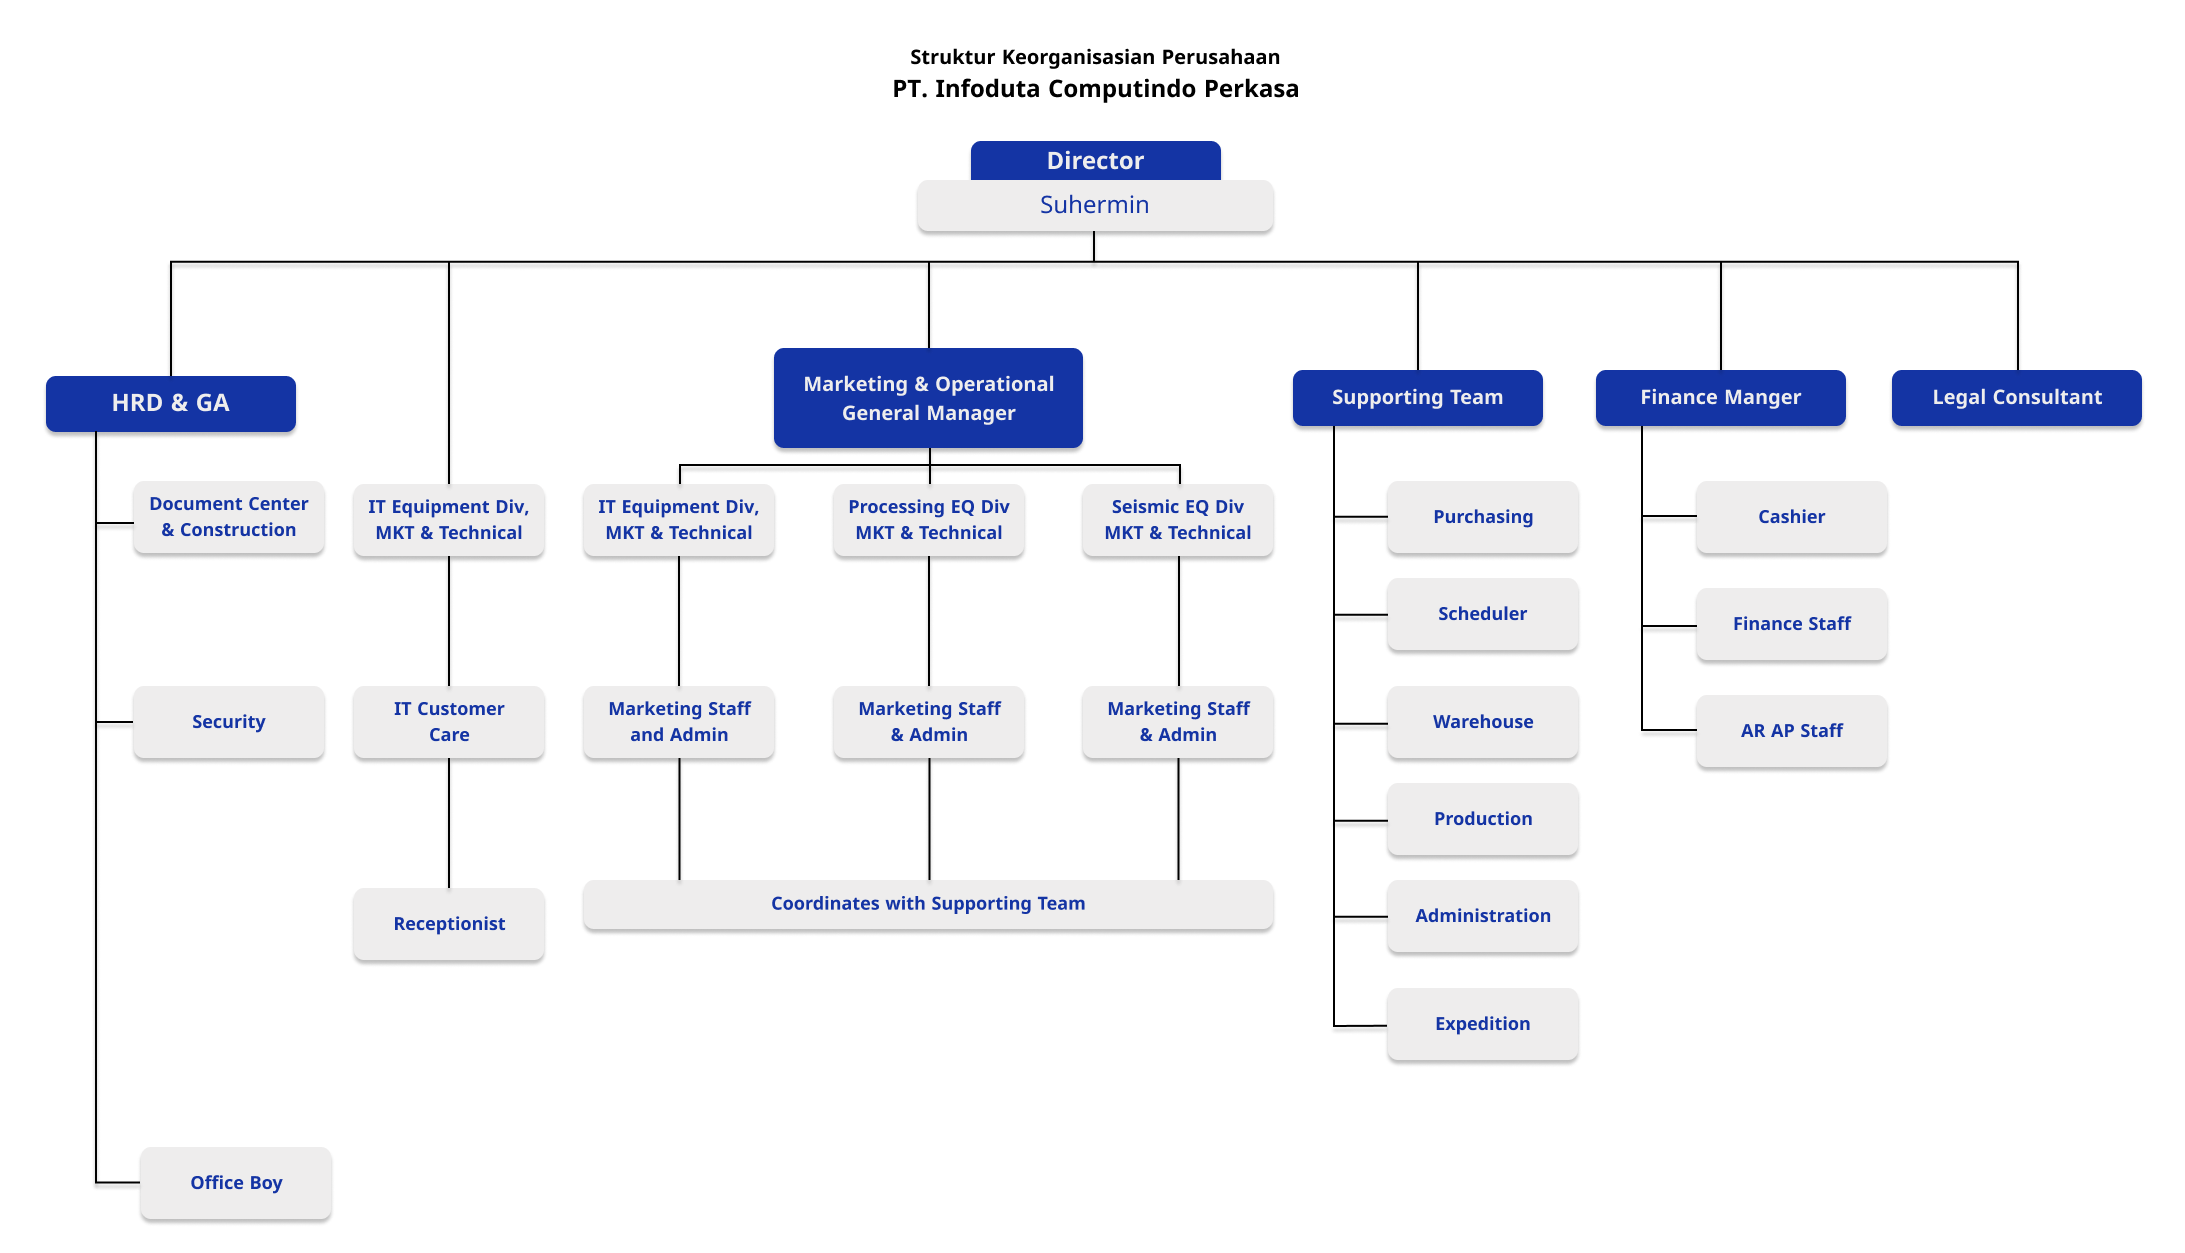 Struktur Keorganisasian Perusahaan
PT. Infoduta Computindo Perkasa
Director
Suhermin
HRD & GA
Marketing & Operational
General Manager
Supporting Team
Finance Manger
Legal Consultant
Document Center
& Construction
IT Equipment Div,
MKT & Technical
IT Equipment Div,
MKT & Technical
Processing EQ Div
MKT & Technical
Seismic EQ Div
MKT & Technical
Purchasing
Cashier
Scheduler
Finance Staff
Security
IT Customer
Care
Marketing Staff
and Admin
Marketing Staff
& Admin
Marketing Staff
& Admin
Warehouse
AR AP Staff
Production
Receptionist
Coordinates with Supporting Team
Administration
Expedition
Office Boy